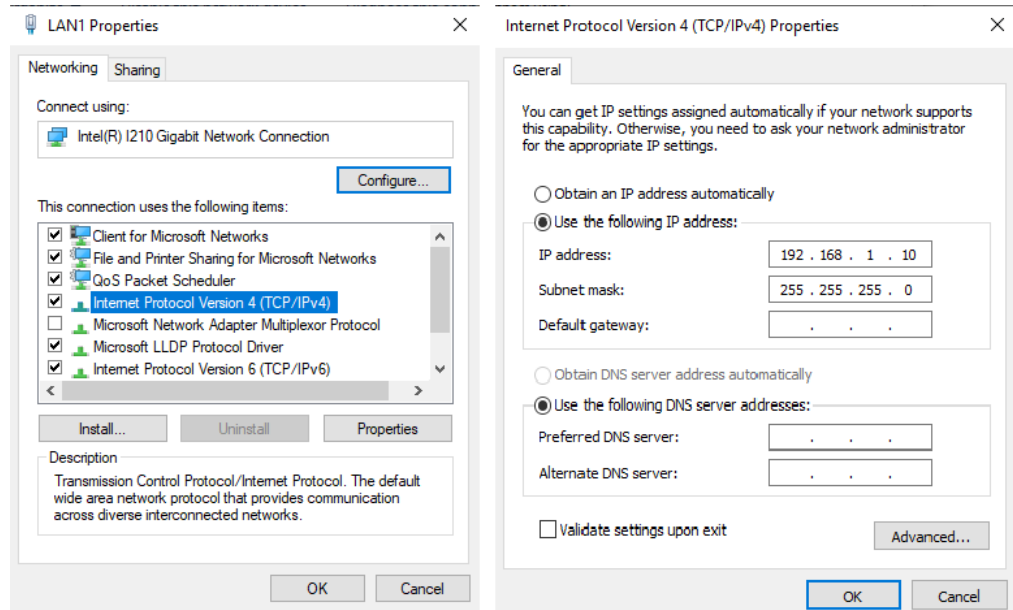 LAN1 Properties
Networking
Sharing
Connect using:
Intel(R) I210 Gigabit Network Connection
Configure...
This connection uses the following items:
Client for Microsoft Networks
File and Printer Sharing for Microsoft Networks
QoS Packet Scheduler
Internet Protocol Version 4 (TCP/IPv4)
Microsoft Network Adapter Multiplexor Protocol
Microsoft LLDP Protocol Driver
Internet Protocol Version 6 (TCP/IPv6)
Install...
Uninstall
Properties
Description
Transmission Control Protocol/Internet Protocol. The default
wide area network protocol that provides communication
across diverse interconnected networks.
OK
Cancel
Internet Protocol Version 4 (TCP/IPv4) Properties
General
You can get IP settings assigned automatically if your network supports
this capability. Otherwise, you need to ask your network administrator
for the appropriate IP settings.
Obtain an IP address automatically
Use the following IP address:
IP address:
192 . 168 . 1 . 10
Subnet mask:
255 . 255 . 255 . 0
Default gateway:
. . .
Obtain DNS server address automatically
Use the following DNS server addresses:
Preferred DNS server:
. . .
Alternate DNS server:
. . .
Validate settings upon exit
Advanced...
OK
Cancel